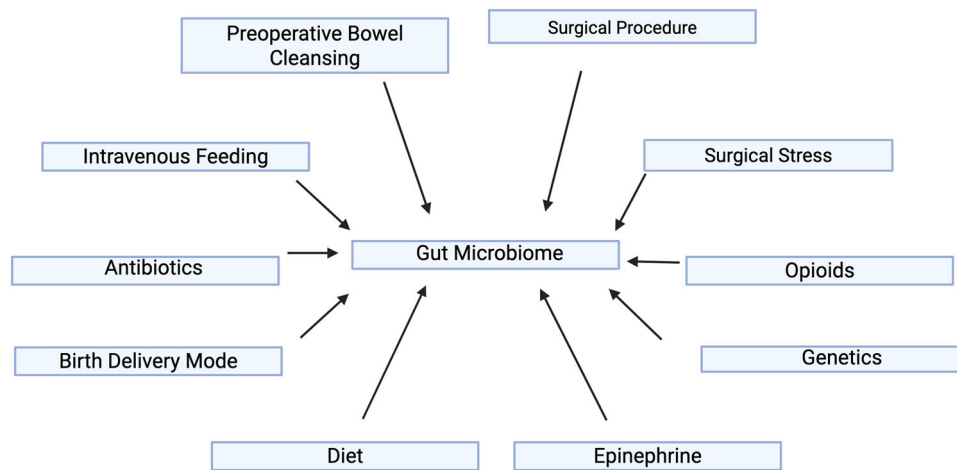 Preoperative Bowel
Cleansing
Surgical Procedure
Intravenous Feeding
Surgical Stress
Gut Microbiome
Antibiotics
Opioids
Birth Delivery Mode
Genetics
Diet
Epinephrine